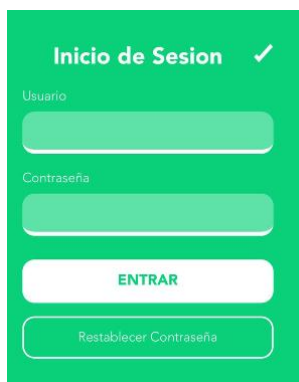 Inicio de Sesion
Usuario
Contraseña
ENTRAR
Restablecer Contraseña